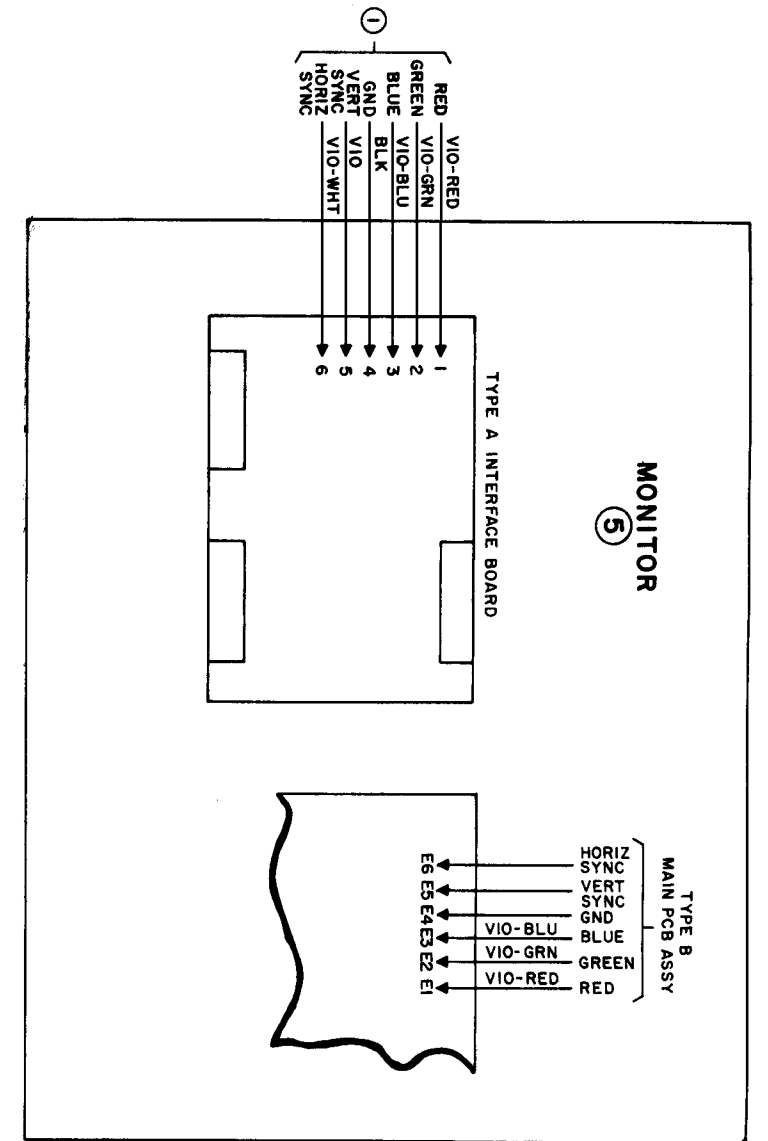 1
RED VIO-RED
GREEN VIO-GRN
BLUE VIO-BLU
GND BLK
VERT
SYNC VIO
HORIZ
SYNC VIO-WHT
1
2
3
4
5
6
TYPE A INTERFACE BOARD
MONITOR
5
TYPE B
MAIN PCB ASSY
HORIZ
SYNC
VERT
SYNC
GND
VIO-BLU BLUE
VIO-GRN GREEN
VIO-RED RED
E6
E5
E4
E3
E2
E1